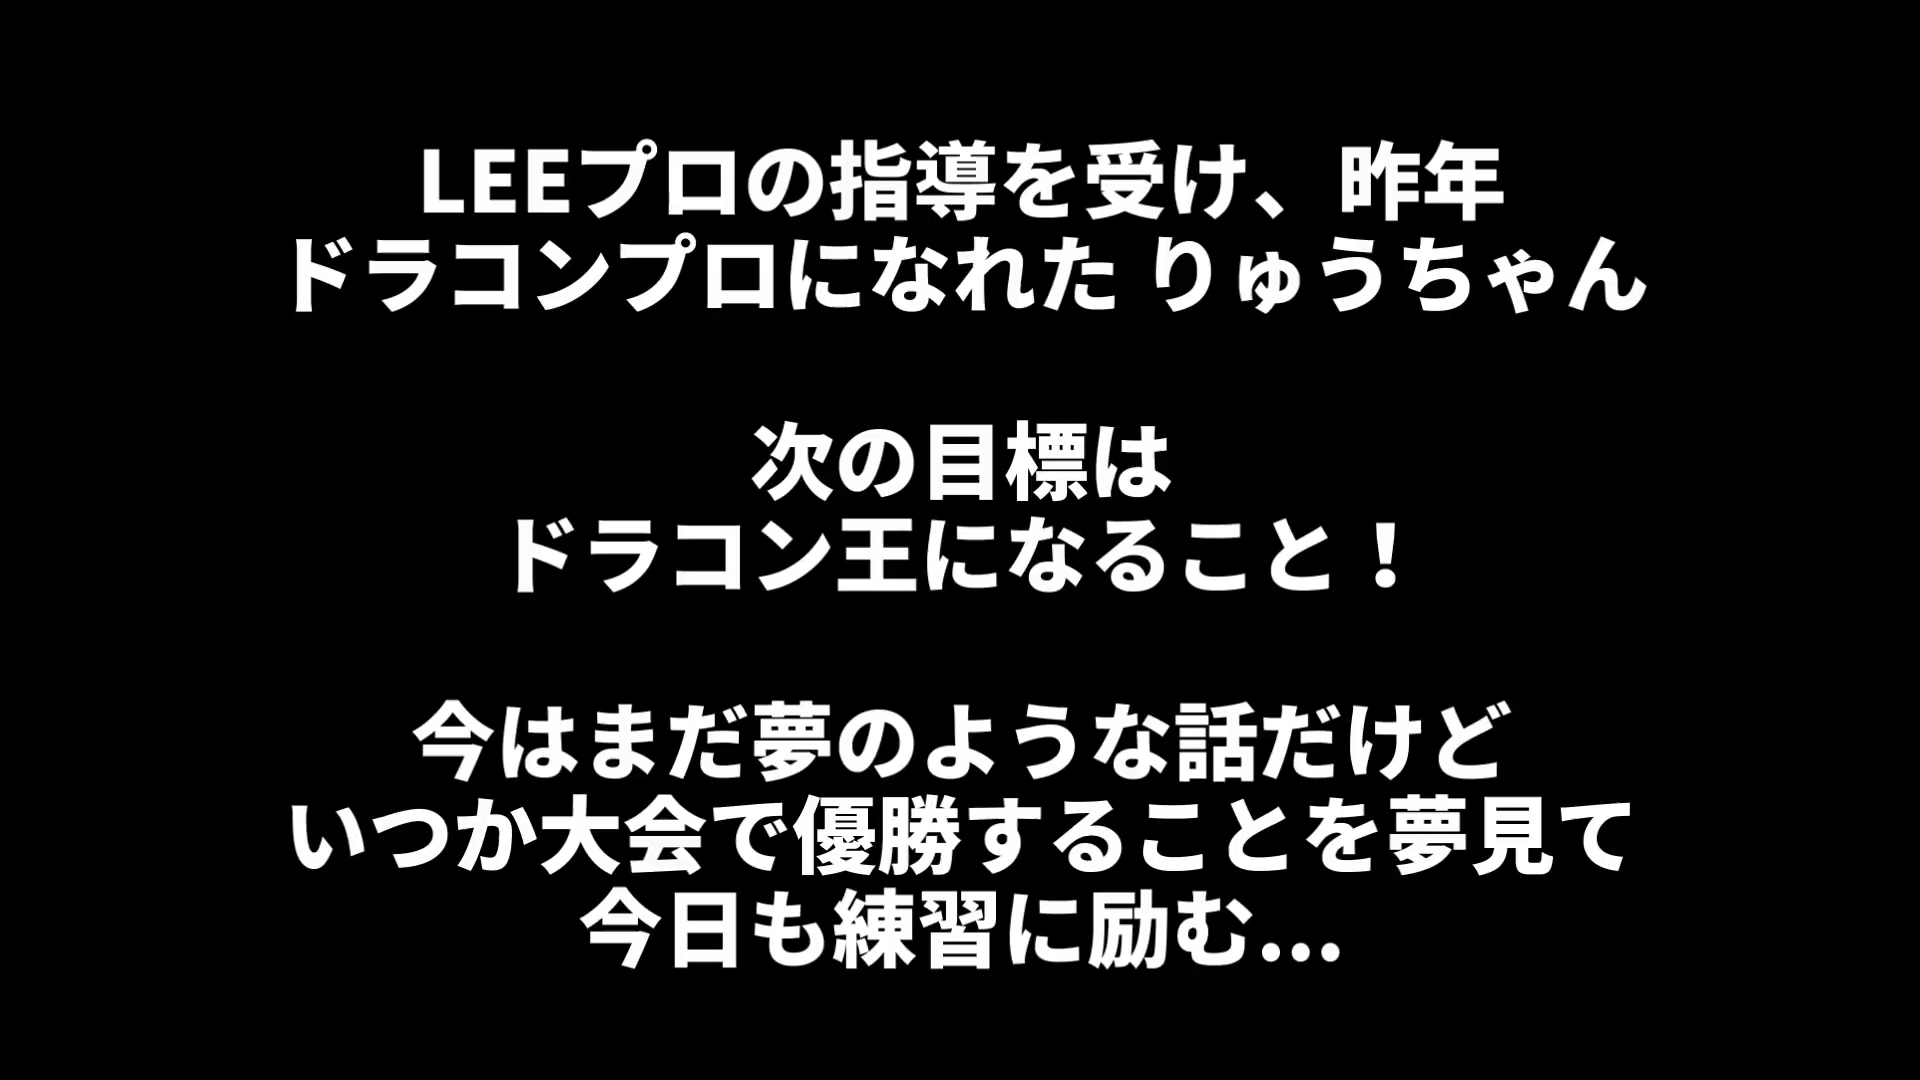 LEEプロの指導を受け、昨年
ドラコンプロになれた りゅうちゃん
次の目標は
ドラコン王になること！
今はまだ夢のような話だけど
いつか大会で優勝することを夢見て
今日も練習に励む...